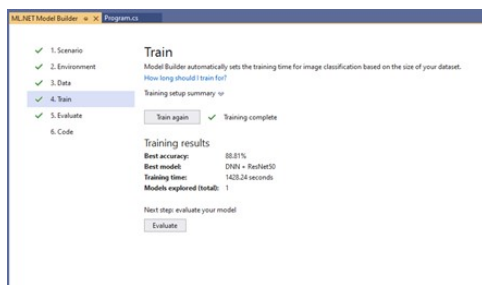 ML.NET Model Builder
Program.cs
1. Scenario
2. Environment
3. Data
4. Train
5. Evaluate
6. Code
Train
Model Builder automatically sets the training time for image classification based on the size of your dataset.
How long should I train for?
Training setup summary
Train again
Training complete
Training results
Best accuracy: 88.81%
Best model: DNN + ResNet50
Training time: 1428.24 seconds
Models explored (total): 1
Next step: evaluate your model
Evaluate